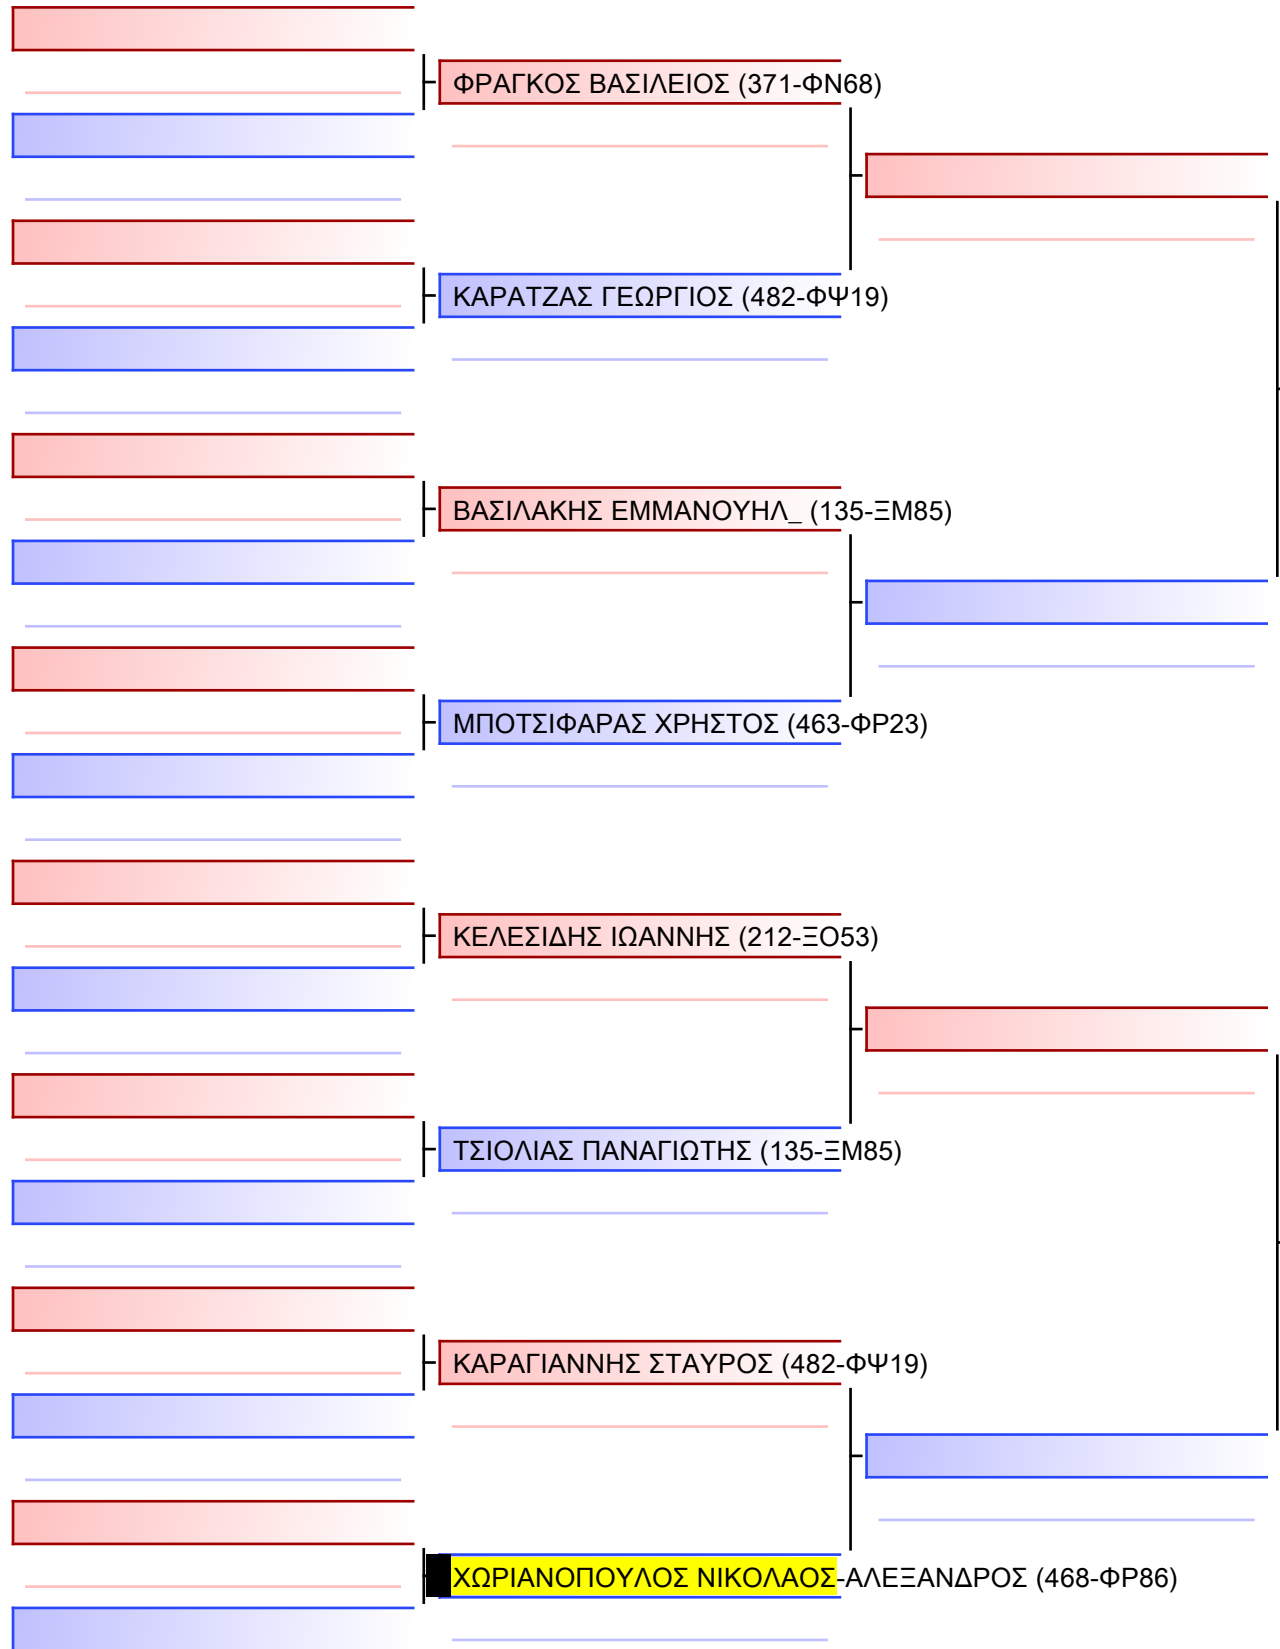 ΦΡΑΓΚΟΣ ΒΑΣΙΛΕΙΟΣ (371-ΦΝ68)
ΚΑΡΑΤΖΑΣ ΓΕΩΡΓΙΟΣ (482-ΦΨ19)
ΒΑΣΙΛΑΚΗΣ ΕΜΜΑΝΟΥΗΛ_ (135-ΞΜ85)
ΜΠΟΤΣΙΦΑΡΑΣ ΧΡΗΣΤΟΣ (463-ΦΡ23)
ΚΕΛΕΣΙΔΗΣ ΙΩΑΝΝΗΣ (212-ΞΟ53)
ΤΣΙΟΛΙΑΣ ΠΑΝΑΓΙΩΤΗΣ (135-ΞΜ85)
ΚΑΡΑΓΙΑΝΝΗΣ ΣΤΑΥΡΟΣ (482-ΦΨ19)
ΧΩΡΙΑΝΟΠΟΥΛΟΣ ΝΙΚΟΛΑΟΣ-ΑΛΕΞΑΝΔΡΟΣ (468-ΦΡ86)